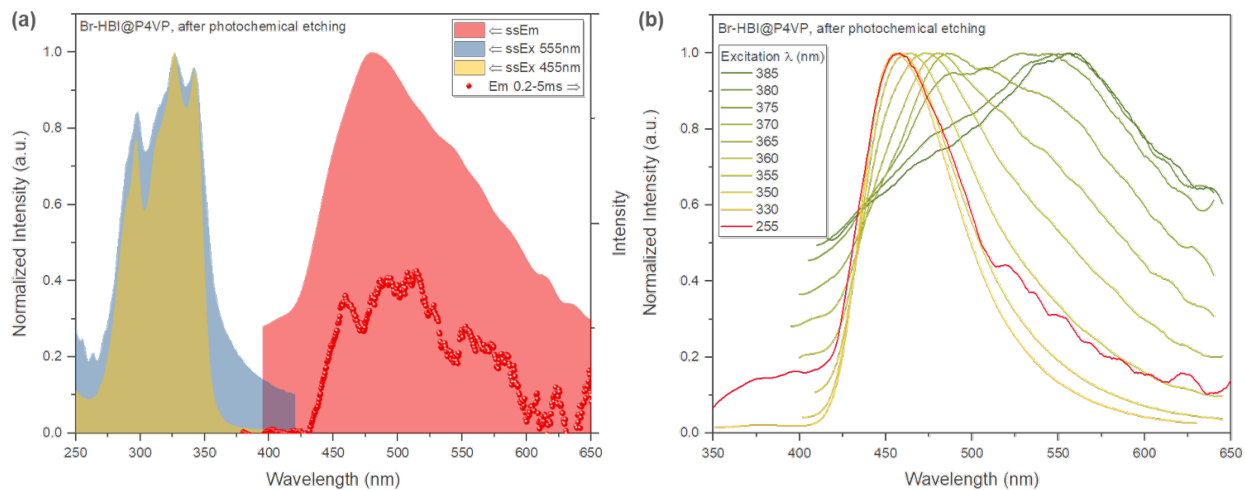 (a)
Br-HBI@P4VP, after photochemical etching
⇐ ssEm
⇐ ssEx 555nm
⇐ ssEx 455nm
Em 0.2-5ms ⇒
Normalized Intensity (a.u.)
1.0
0.8
0.6
0.4
0.2
0.0
Intensity
250 300 350 400 450 500 550 600 650
Wavelength (nm)
(b)
Br-HBI@P4VP, after photochemical etching
Excitation λ (nm)
385
380
375
370
365
360
355
350
330
255
Normalized Intensity (a.u.)
1.0
0.8
0.6
0.4
0.2
0.0
350 400 450 500 550 600 650
Wavelength (nm)